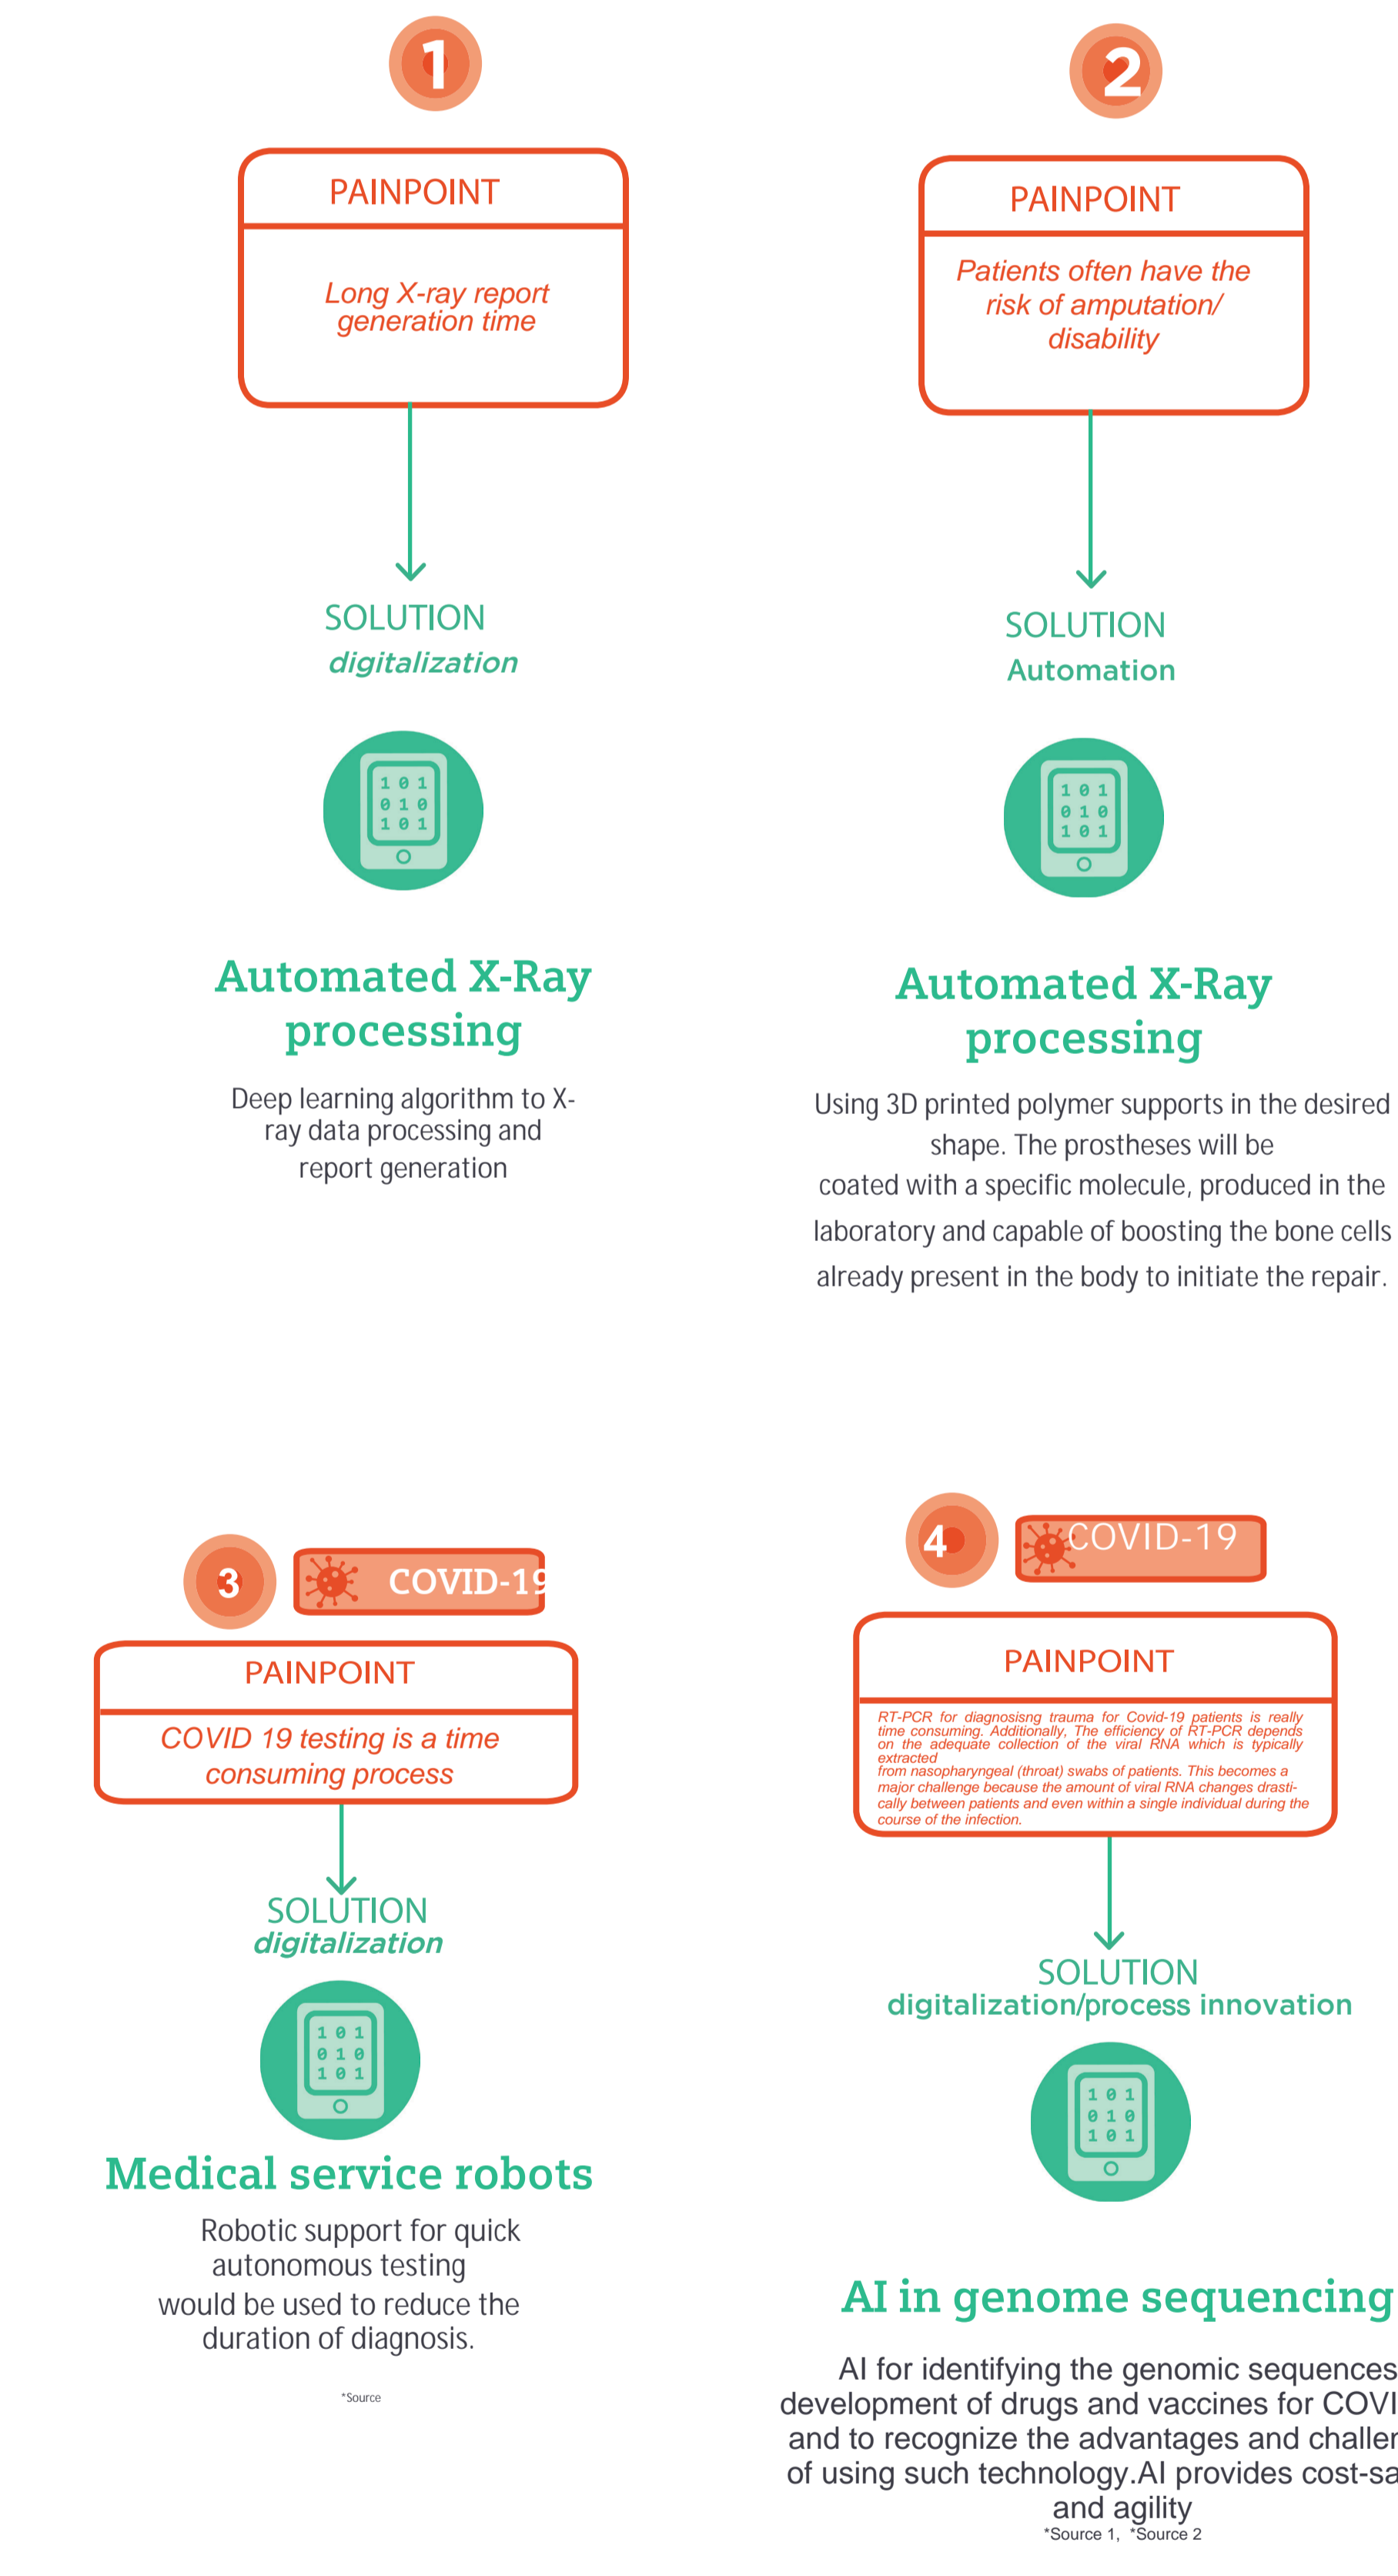 1
PAINPOINT
Long X-ray report
generation time
SOLUTION
digitalization
1 0 1
0 1 0
1 0 1
Automated X-Ray
processing
Deep learning algorithm to X-
ray data processing and
report generation
2
PAINPOINT
Patients often have the
risk of amputation/
disability
SOLUTION
Automation
1 0 1
0 1 0
1 0 1
Automated X-Ray
processing
Using 3D printed polymer supports in the desired
shape. The prostheses will be
coated with a specific molecule, produced in the
laboratory and capable of boosting the bone cells
already present in the body to initiate the repair.
3
COVID-19
PAINPOINT
COVID 19 testing is a time
consuming process
SOLUTION
digitalization
1 0 1
0 1 0
1 0 1
Medical service robots
Robotic support for quick
autonomous testing
would be used to reduce the
duration of diagnosis.
*Source
4
COVID-19
PAINPOINT
RT-PCR for diagnosisng trauma for Covid-19 patients is really
time consuming. Additionally, The efficiency of RT-PCR depends
on the adequate collection of the viral RNA which is typically
extracted
from nasopharyngeal (throat) swabs of patients. This becomes a
major challenge because the amount of viral RNA changes drasti-
cally between patients and even within a single individual during the
course of the infection.
SOLUTION
digitalization/process innovation
1 0 1
0 1 0
1 0 1
AI in genome sequencing
AI for identifying the genomic sequences
development of drugs and vaccines for COVI
and to recognize the advantages and challen
of using such technology.AI provides cost-sa
and agility
*Source 1, *Source 2